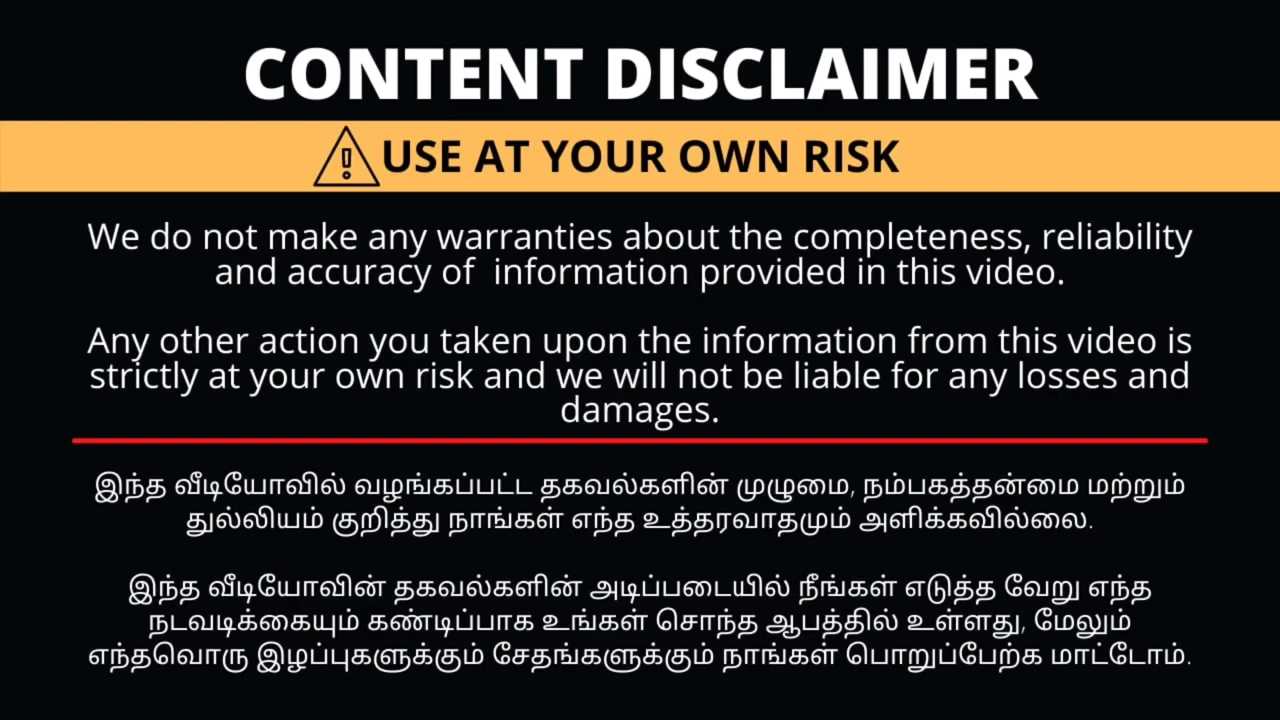 CONTENT DISCLAIMER
USE AT YOUR OWN RISK
We do not make any warranties about the completeness, reliability
and accuracy of information provided in this video.
Any other action you taken upon the information from this video is
strictly at your own risk and we will not be liable for any losses and
damages.
இந்த வீடியோவில் வழங்கப்பட்ட தகவல்களின் முழுமை, நம்பகத்தன்மை மற்றும்
துல்லியம் குறித்து நாங்கள் எந்த உத்தரவாதமும் அளிக்கவில்லை.
இந்த வீடியோவின் தகவல்களின் அடிப்படையில் நீங்கள் எடுத்த வேறு எந்த
நடவடிக்கையும் கண்டிப்பாக உங்கள் சொந்த ஆபத்தில் உள்ளது, மேலும்
எந்தவொரு இழப்புகளுக்கும் சேதங்களுக்கும் நாங்கள் பொறுப்பேற்க மாட்டோம்.